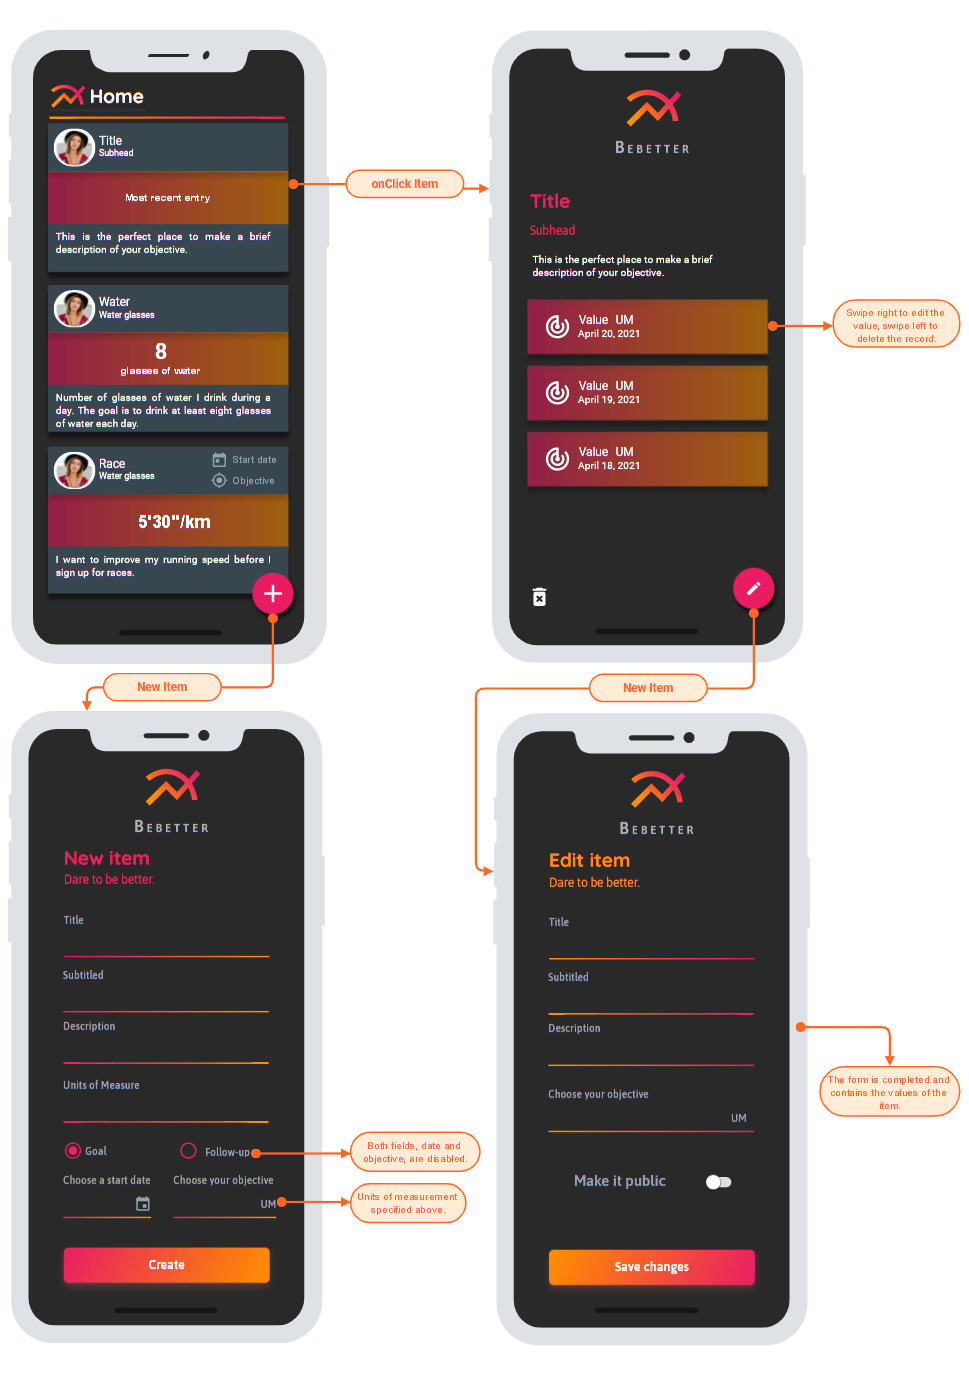 Home
Title
Subhead
Most recent entry
This is the perfect place to make a brief
description of your objective.
Water
Water glasses
8
glasses of water
Number of glasses of water I drink during a
day. The goal is to drink at least eight glasses
of water each day.
Race
Water glasses
Start date
Objective
5'30"/km
I want to improve my running speed before I
sign up for races.
onClick Item
BEBETTER
Title
Subhead
This is the perfect place to make a brief
description of your objective.
Value UM
April 20, 2021
Value UM
April 19, 2021
Value UM
April 18, 2021
Swipe right to edit the
value, swipe left to
delete the record.
New Item
New Item
BEBETTER
New item
Dare to be better.
Title
Subtitled
Description
Units of Measure
Goal
Follow-up
Choose a start date
Choose your objective
UM
Create
Both fields, date and
objective, are disabled.
Units of measurement
specified above.
BEBETTER
Edit item
Dare to be better.
Title
Subtitled
Description
Choose your objective
UM
Make it public
Save changes
The form is completed and
contains the values of the
item.